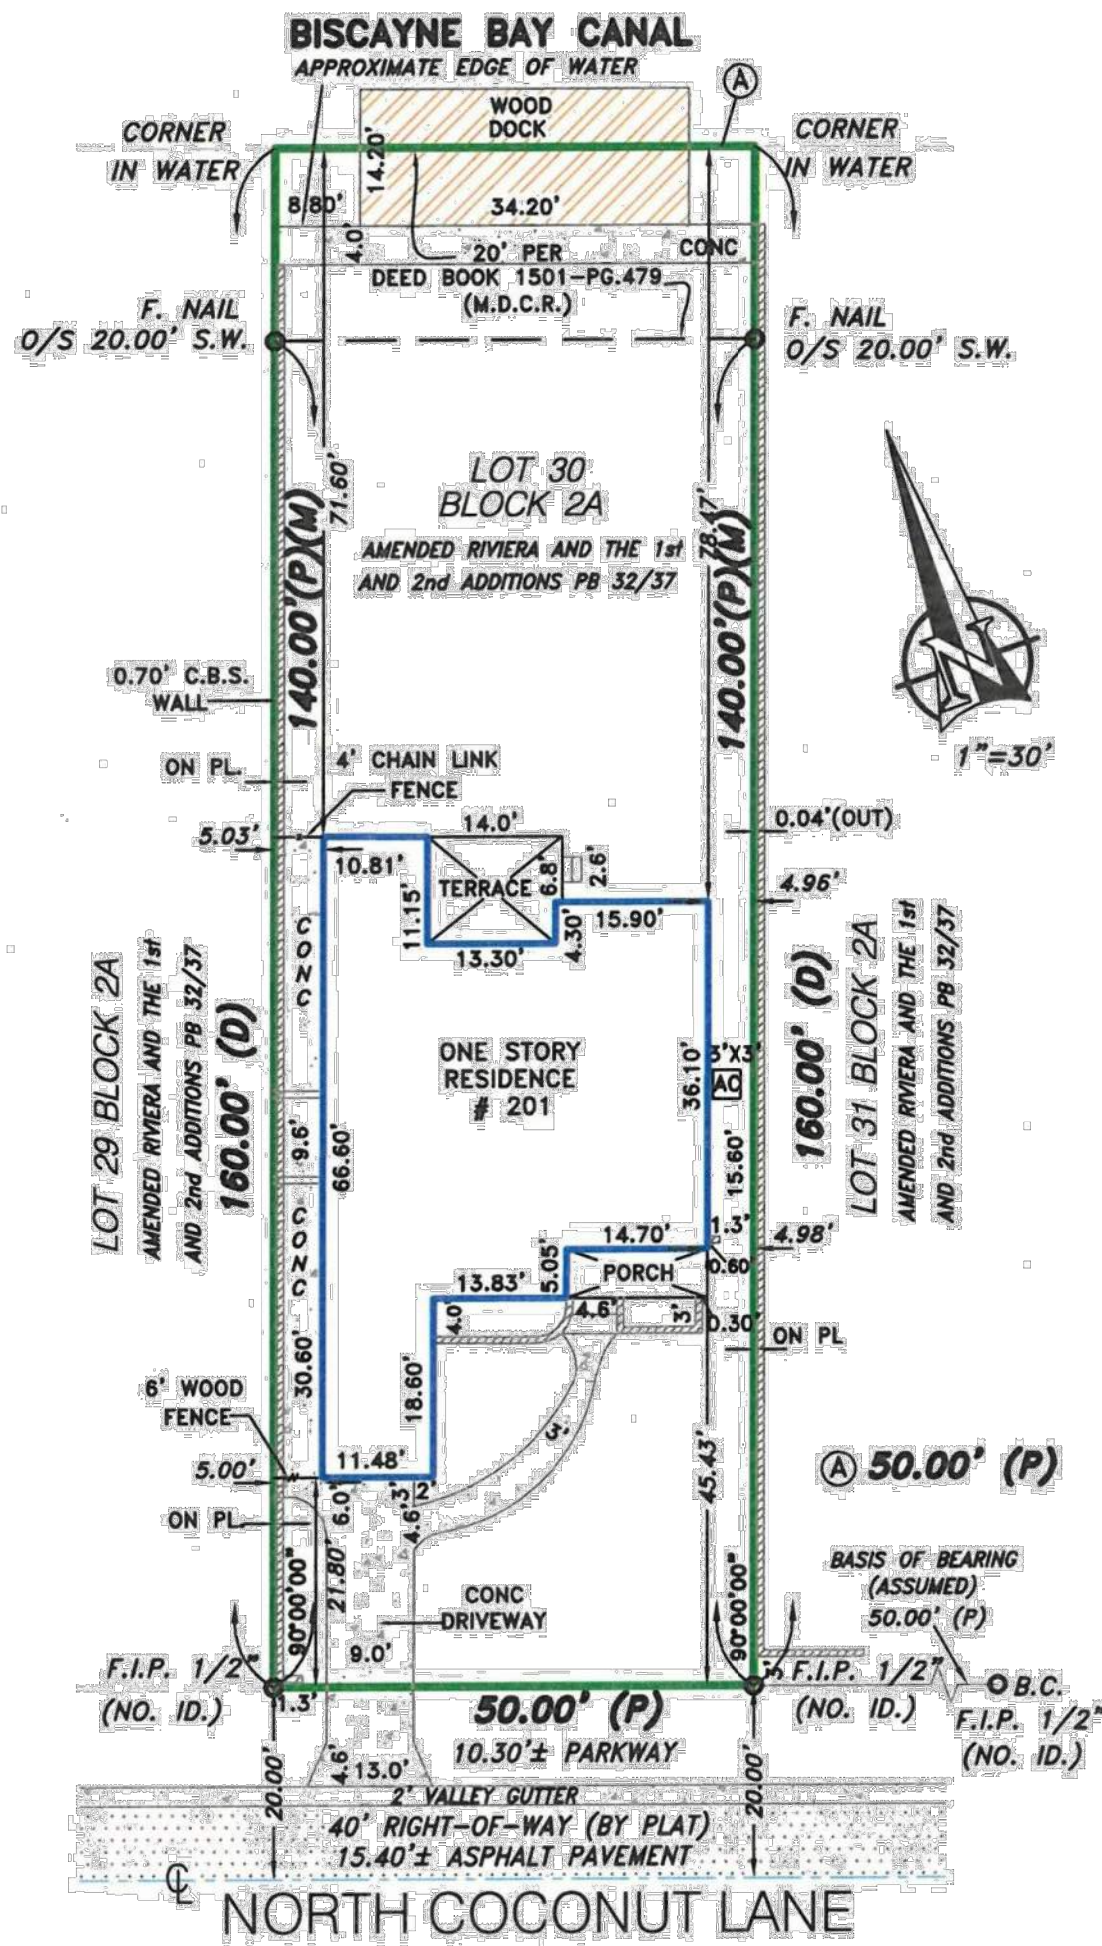 BISCAYNE BAY CANAL
APPROXIMATE EDGE OF WATER
A
WOOD
DOCK
CORNER
IN WATER
CORNER
IN WATER
14.20'
8.80'
34.20'
4.0'
20' PER
CONC
DEED BOOK 1501-PG.479
(M.D.C.R.)
F. NAIL
O/S 20.00' S.W.
F. NAIL
O/S 20.00' S.W.
LOT 30
BLOCK 2A
AMENDED RIVIERA AND THE 1st
AND 2nd ADDITIONS PB 32/37
140.00'(P)(M)
71.60'
78.17'
140.00'(P)(M)
N
1"=30'
0.70' C.B.S.
WALL
ON PL.
4' CHAIN LINK
FENCE
5.03'
14.0'
0.04'(OUT)
10.81'
TERRACE
6.8'
2.6'
4.96'
11.15'
13.30'
4.30'
15.90'
CONC
LOT 29 BLOCK 2A
AMENDED RIVIERA AND THE 1st
AND 2nd ADDITIONS PB 32/37
160.00' (D)
ONE STORY
RESIDENCE
# 201
36.10'
3'X3'
AC
160.00' (D)
LOT 31 BLOCK 2A
AMENDED RIVIERA AND THE 1st
AND 2nd ADDITIONS PB 32/37
9.6'
66.60'
15.60'
CONC
14.70'
1.3'
4.98'
0.60'
13.83'
5.05'
PORCH
4.0'
4.6'
3'
0.30'
ON PL
30.60'
18.60'
6' WOOD
FENCE
3'
11.48'
5.00'
45.43'
A 50.00' (P)
6.0'
3'
2'
4.6'
ON PL
21.80'
90°00'00"
CONC
DRIVEWAY
90°00'00"
BASIS OF BEARING
(ASSUMED)
50.00' (P)
9.0'
F.I.P. 1/2"
(NO. ID.)
1.3'
50.00' (P)
F.I.P. 1/2"
(NO. ID.)
B.C.
F.I.P. 1/2"
(NO. ID.)
10.30'± PARKWAY
20.00'
4.6'
13.0'
20.00'
2' VALLEY GUTTER
40' RIGHT-OF-WAY (BY PLAT)
15.40'± ASPHALT PAVEMENT
CL
NORTH COCONUT LANE